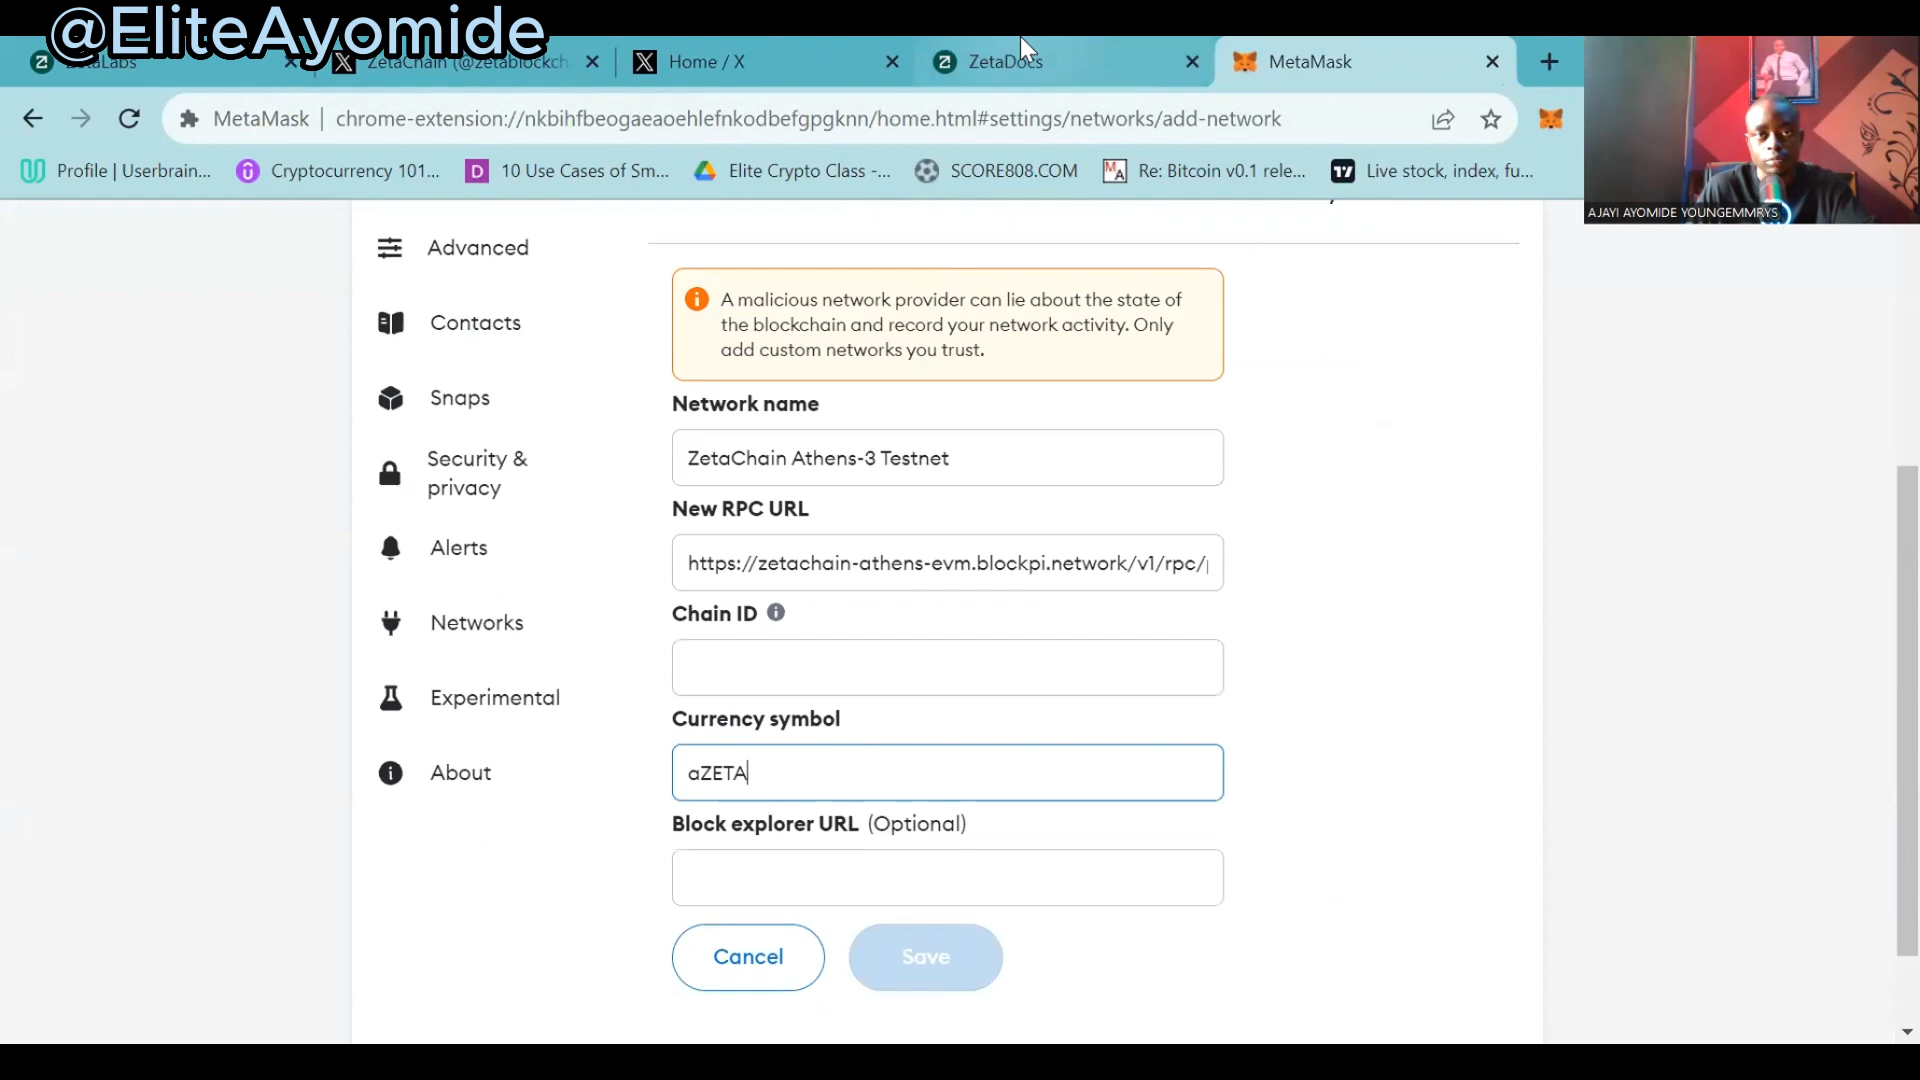 @EliteAyomide
ZetaLabs
ZetaChain (@zetablockch
Home / X
ZetaDocs
MetaMask
MetaMask
chrome-extension://nkbihfbeogaeaoehlefnkodbefgpgknn/home.html#settings/networks/add-network
Profile | Userbrain...
Cryptocurrency 101...
D
10 Use Cases of Sm...
Elite Crypto Class -...
SCORE808.COM
MA
Re: Bitcoin v0.1 rele...
Live stock, index, fu...
AJAYI AYOMIDE YOUNGEMMRYS
Advanced
Contacts
Snaps
Security &
privacy
Alerts
Networks
Experimental
About
A malicious network provider can lie about the state of
the blockchain and record your network activity. Only
add custom networks you trust.
Network name
ZetaChain Athens-3 Testnet
New RPC URL
https://zetachain-athens-evm.blockpi.network/v1/rpc/
Chain ID
Currency symbol
aZETA
Block explorer URL (Optional)
Cancel
Save